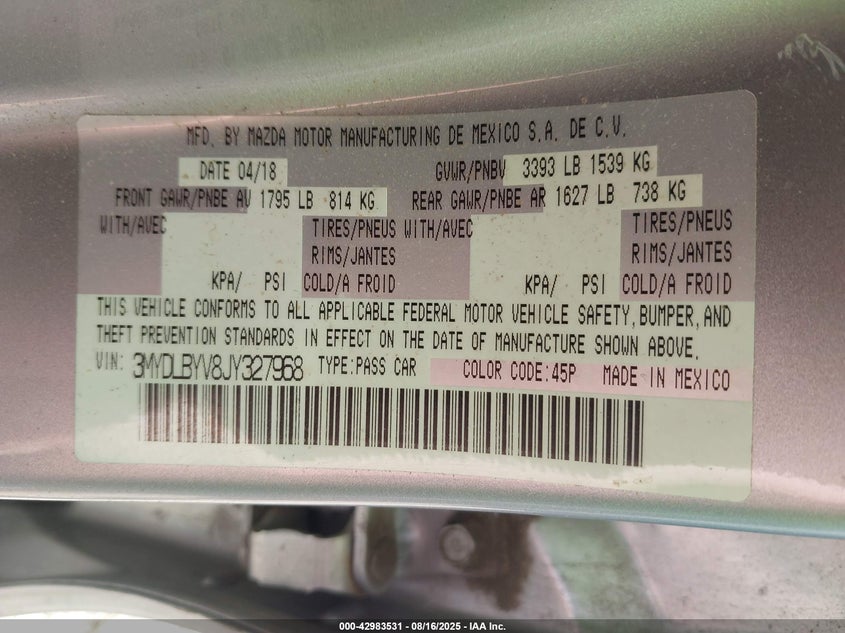 MFD. BY MAZDA MOTOR MANUFACTURING DE MEXICO S.A. DE C.V.
DATE 04/18 GVWR/PNBV 3393 LB 1539 KG
FRONT GAWR/PNBE AV 1795 LB 814 KG REAR GAWR/PNBE AR 1627 LB 738 KG
WITH/AVEC TIRES/PNEUS WITH/AVEC TIRES/PNEUS
RIMS/JANTES RIMS/JANTES
KPA/ PSI COLD/A FROID KPA/ PSI COLD/A FROID
THIS VEHICLE CONFORMS TO ALL APPLICABLE FEDERAL MOTOR VEHICLE SAFETY, BUMPER, AND
THEFT PREVENTION STANDARDS IN EFFECT ON THE DATE OF MANUFACTURE SHOWN ABOVE.
VIN: 3MYDLBYV8JY327968 TYPE:PASS CAR COLOR CODE:45P MADE IN MEXICO
000-42983531 - 08/16/2025 - IAA Inc.